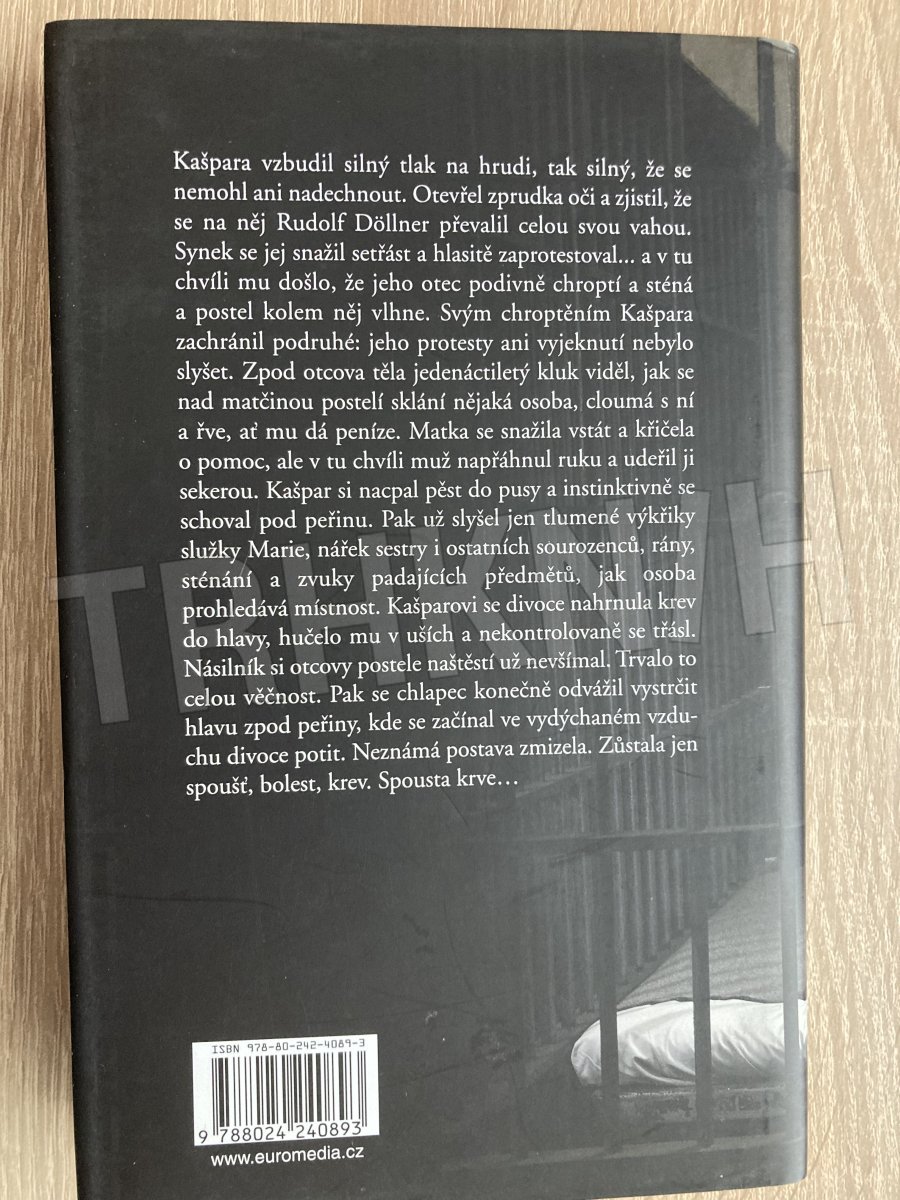 Kašpara vzbudil silný tlak na hrudi, tak silný, že se
nemohl ani nadechnout. Otevřel zprudka oči a zjistil, že
se na něj Rudolf Döllner převalil celou svou vahou.
Synek se jej snažil setřást a hlasitě zaprotestoval... a v tu
chvíli mu došlo, že jeho otec podivně chroptí a sténá
a postel kolem něj vlhne. Svým chroptěním Kašpara
zachránil podruhé: jeho protesty ani vyjeknutí nebylo
slyšet. Zpod otcova těla jedenáctiletý kluk viděl, jak se
nad matčinou postelí sklání nějaká osoba, cloumá s ní
a řve, ať mu dá peníze. Matka se snažila vstát a křičela
o pomoc, ale v tu chvíli muž napřáhnul ruku a udeřil ji
sekerou. Kašpar si nacpal pěst do pusy a instinktivně se
schoval pod peřinu. Pak už slyšel jen tlumené výkřiky
služky Marie, nářek sestry i ostatních sourozenců, rány,
sténání a zvuky padajících předmětů, jak osoba
prohledává místnost. Kašparovi se divoce nahrnula krev
do hlavy, hučelo mu v uších a nekontrolovaně se třásl.
Násilník si otcovy postele naštěstí už nevšímal. Trvalo to
celou věčnost. Pak se chlapec konečně odvážil vystrčit
hlavu zpod peřiny, kde se začínal ve vydýchaném vzdu-
chu divoce potit. Neznámá postava zmizela. Zůstala jen
spoušť, bolest, krev. Spousta krve…
ISBN 978-80-242-4089-3
9 788024 240893
www.euromedia.cz